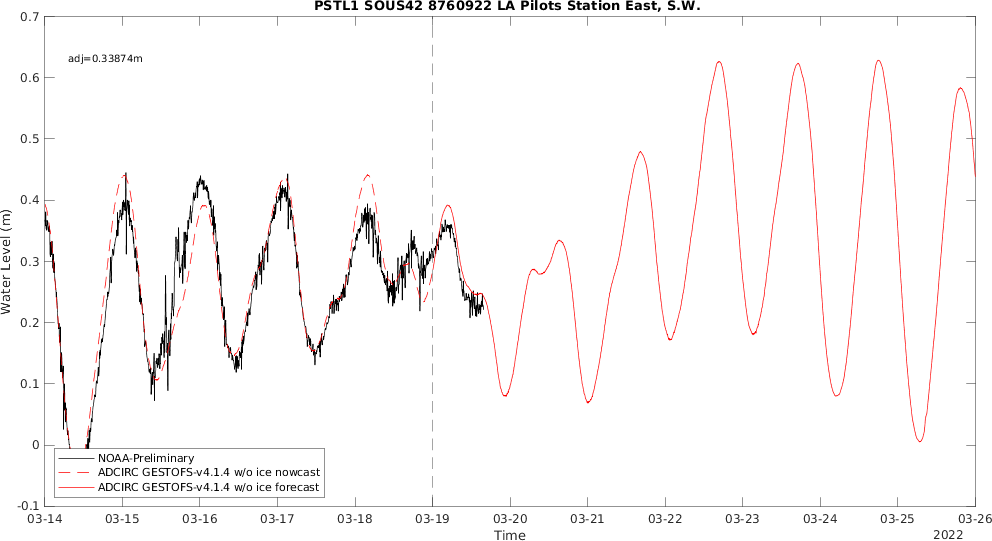 PSTL1 SOUS42 8760922 LA Pilots Station East, S.W.
adj=0.33874m
Water Level (m)
0.7
0.6
0.5
0.4
0.3
0.2
0.1
0
-0.1
NOAA-Preliminary
ADCIRC GESTOFS-v4.1.4 w/o ice nowcast
ADCIRC GESTOFS-v4.1.4 w/o ice forecast
03-14 03-15 03-16 03-17 03-18 03-19 03-20 03-21 03-22 03-23 03-24 03-25 03-26
Time
2022